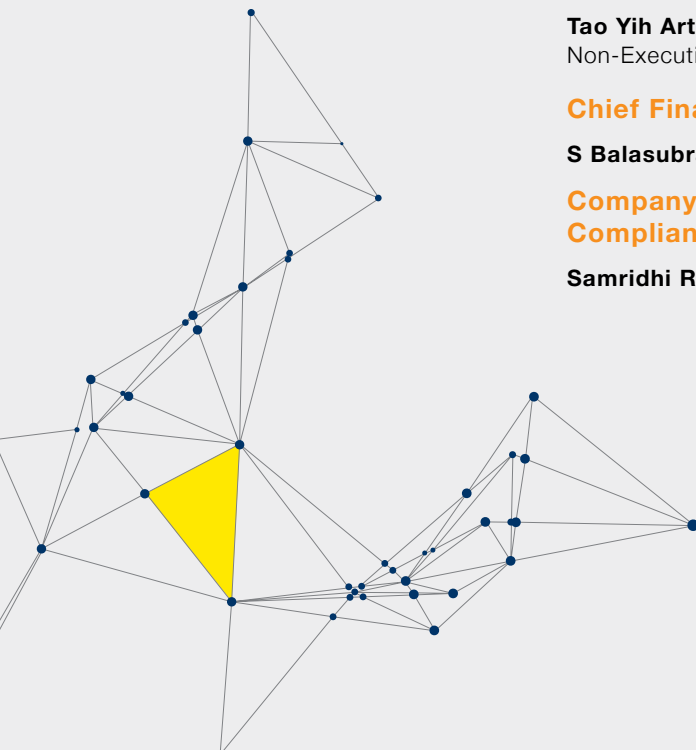 Tao Yih Art
Non-Executi
Chief Fina
S Balasubr
Company
Complian
Samridhi R